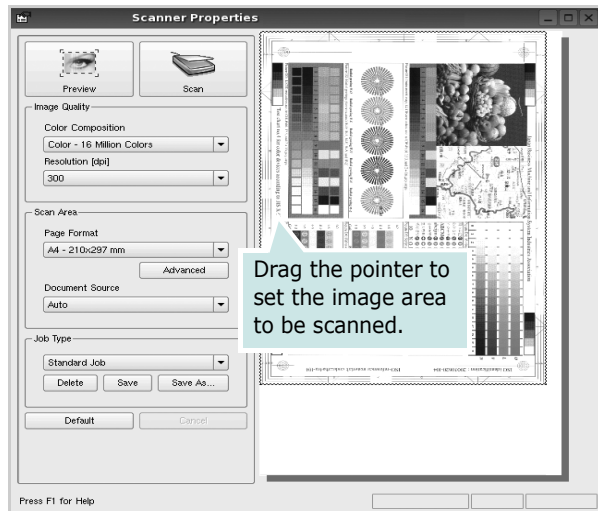 Scanner Properties
Preview
Scan
Image Quality
Color Composition
Color - 16 Million Colors
Resolution [dpi]
300
Scan Area
Page Format
A4 - 210x297 mm
Advanced
Document Source
Auto
Job Type
Standard Job
Delete Save Save As...
Default Cancel
Drag the pointer to
set the image area
to be scanned.
Press F1 for Help